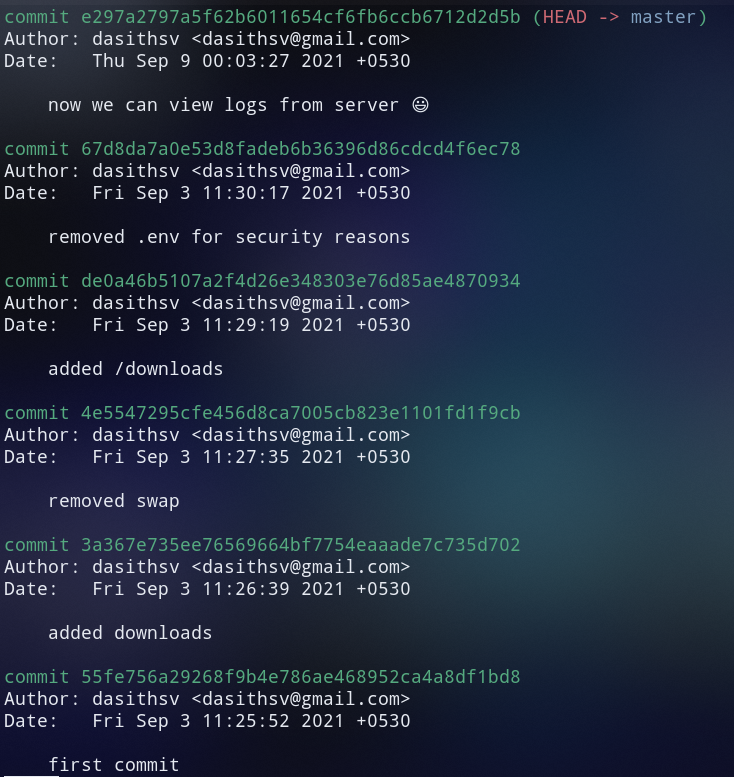 commit e297a2797a5f62b6011654cf6fb6ccb6712d2d5b (HEAD -> master)
Author: dasithsv <dasithsv@gmail.com>
Date:   Thu Sep 9 00:03:27 2021 +0530

    now we can view logs from server 😃

commit 67d8da7a0e53d8fadeb6b36396d86cdcd4f6ec78
Author: dasithsv <dasithsv@gmail.com>
Date:   Fri Sep 3 11:30:17 2021 +0530

    removed .env for security reasons

commit de0a46b5107a2f4d26e348303e76d85ae4870934
Author: dasithsv <dasithsv@gmail.com>
Date:   Fri Sep 3 11:29:19 2021 +0530

    added /downloads

commit 4e5547295cfe456d8ca7005cb823e1101fd1f9cb
Author: dasithsv <dasithsv@gmail.com>
Date:   Fri Sep 3 11:27:35 2021 +0530

    removed swap

commit 3a367e735ee76569664bf7754eaaade7c735d702
Author: dasithsv <dasithsv@gmail.com>
Date:   Fri Sep 3 11:26:39 2021 +0530

    added downloads

commit 55fe756a29268f9b4e786ae468952ca4a8df1bd8
Author: dasithsv <dasithsv@gmail.com>
Date:   Fri Sep 3 11:25:52 2021 +0530

    first commit